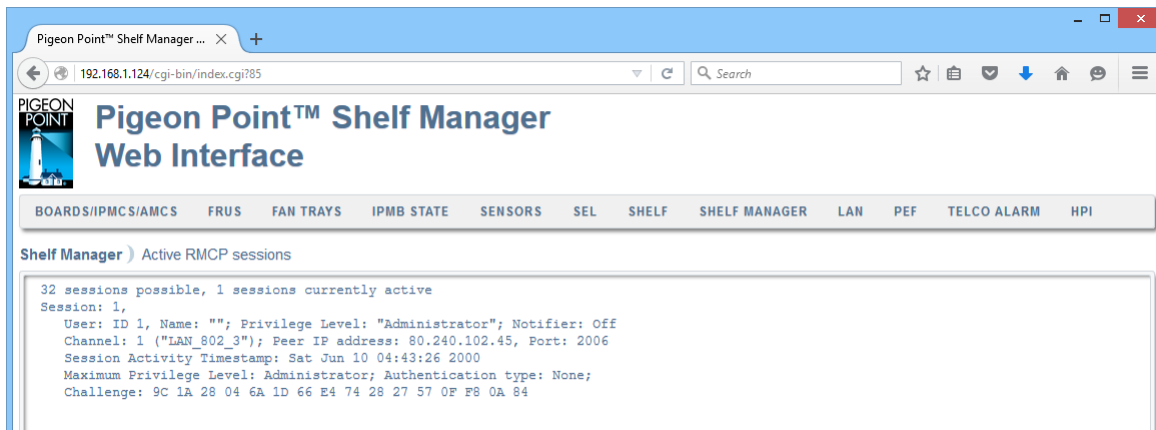 Pigeon Point™ Shelf Manager ...
192.168.1.124/cgi-bin/index.cgi?85
Search
PIGEON
POINT
Pigeon Point™ Shelf Manager
Web Interface
BOARDS/IPMCS/AMCS FRUS FAN TRAYS IPMB STATE SENSORS SEL SHELF SHELF MANAGER LAN PEF TELCO ALARM HPI
Shelf Manager ) Active RMCP sessions
32 sessions possible, 1 sessions currently active
Session: 1,
User: ID 1, Name: ""; Privilege Level: "Administrator"; Notifier: Off
Channel: 1 ("LAN_802_3"); Peer IP address: 80.240.102.45, Port: 2006
Session Activity Timestamp: Sat Jun 10 04:43:26 2000
Maximum Privilege Level: Administrator; Authentication type: None;
Challenge: 9C 1A 28 04 6A 1D 66 E4 74 28 27 57 0F F8 0A 84